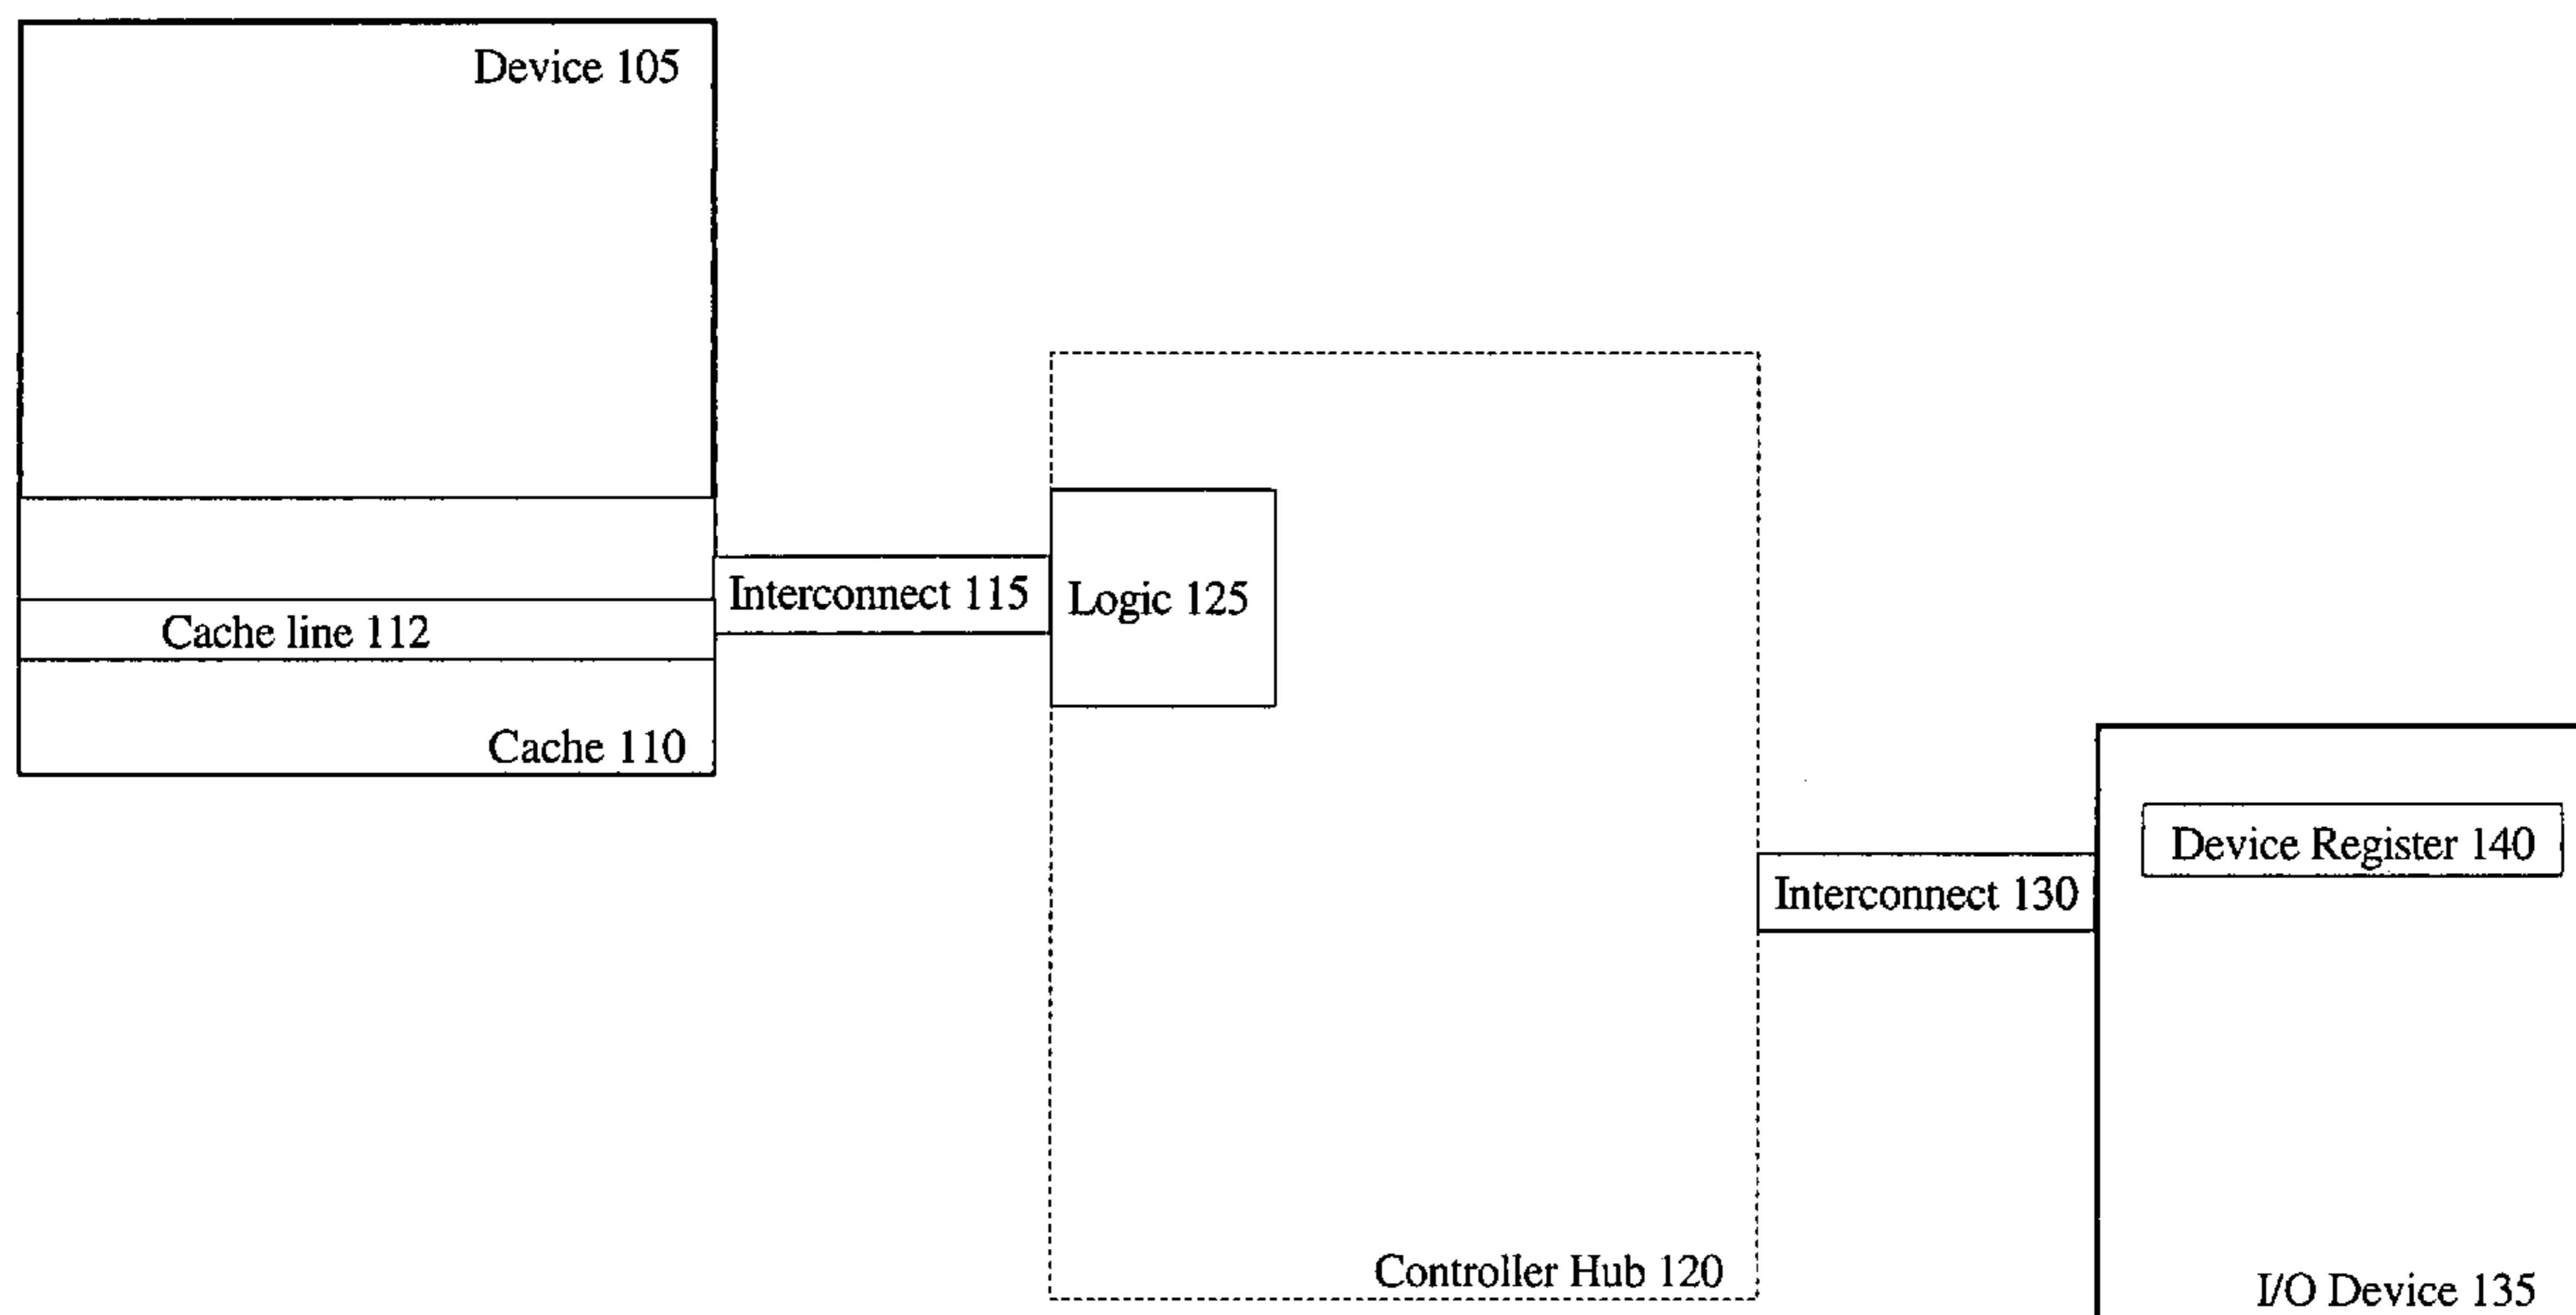 Device 105
Cache line 112
Cache 110
Interconnect 115
Logic 125
Controller Hub 120
Interconnect 130
Device Register 140
I/O Device 135